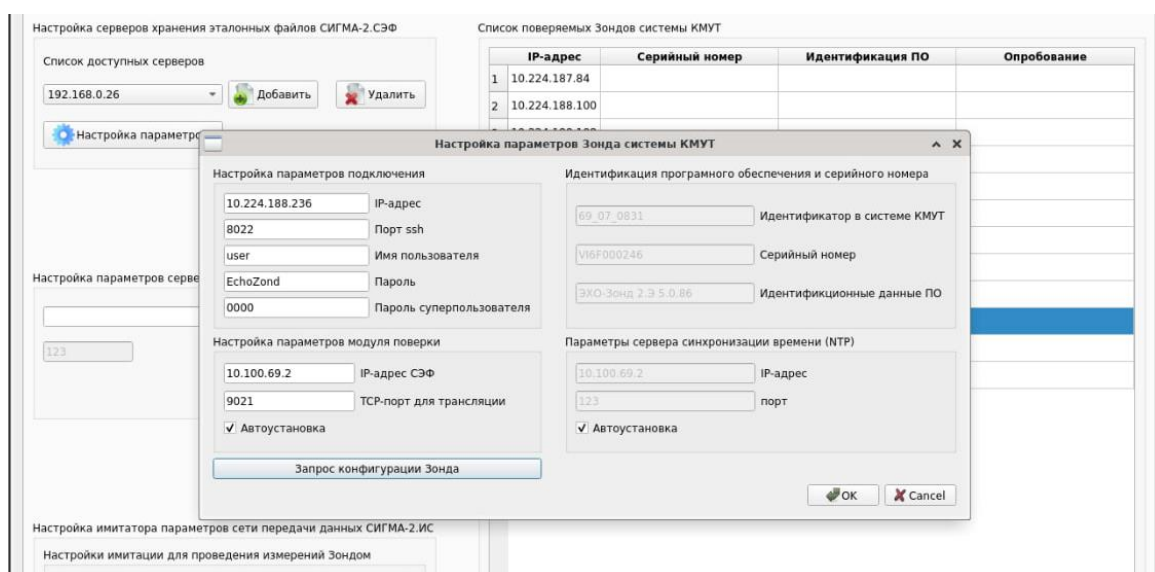 Настройка серверов хранения эталонных файлов СИГМА-2.СЭФ
Список доступных серверов
192.168.0.26
Добавить
Удалить
Список поверяемых Зондов системы КМУТ
IP-адрес Серийный номер Идентификация ПО Опробование
1 10.224.187.84
2 10.224.188.100
Настройка параметров Зонда системы КМУТ
Настройка параметров подключения
10.224.188.236 IP-адрес
8022 Порт ssh
user Имя пользователя
EchoZond Пароль
0000 Пароль суперпользователя
Идентификация програмного обеспечения и серийного номера
69_07_0831 Идентификатор в системе КМУТ
VI6F000246 Серийный номер
ЭХО-Зонд 2.Э 5.0.86 Идентификционные данные ПО
Настройка параметров модуля поверки
10.100.69.2 IP-адрес СЭФ
9021 TCP-порт для трансляции
Автоустановка
Параметры сервера синхронизации времени (NTP)
10.100.69.2 IP-адрес
123 порт
Автоустановка
Запрос конфигурации Зонда
OK
Cancel
Настройка параметро
Настройка параметров серве
123
Настройка имитатора параметров сети передачи данных СИГМА-2.ИС
Настройки имитации для проведения измерений Зондом